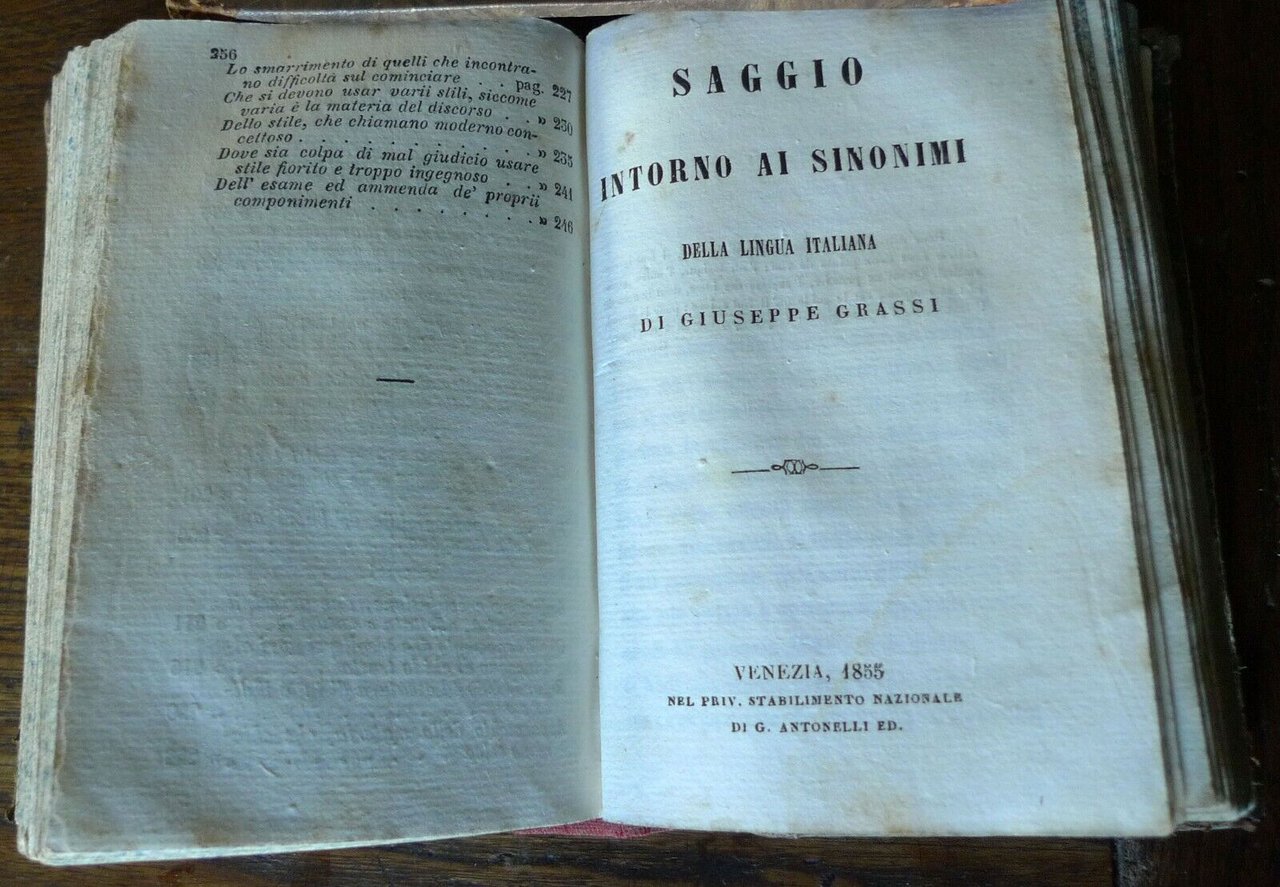 256
Lo smarrimento di quelli che incontra-
no difficoltà sul cominciare . . pag. 227
Che si devono usar varii stili, siccome
varia è la materia del discorso . . » 230
Dello stile, che chiamano moderno con-
cettoso . . . . . . . . . . . . » 235
Dove sia colpa di mal giudicio usare
stile fiorito e troppo ingegnoso . . » 241
Dell' esame ed ammenda de' proprii
componimenti . . . . . . . . » 246
SAGGIO
INTORNO AI SINONIMI
DELLA LINGUA ITALIANA
DI GIUSEPPE GRASSI
VENEZIA, 1855
NEL PRIV. STABILIMENTO NAZIONALE
DI G. ANTONELLI ED.